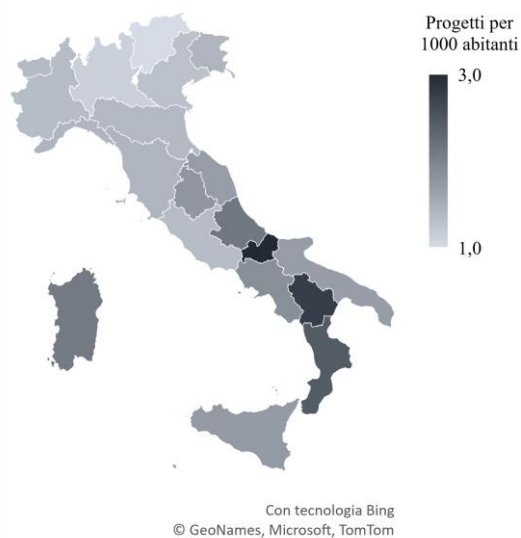 Progetti per
1000 abitanti
3,0
1,0
Con tecnologia Bing
© GeoNames, Microsoft, TomTom